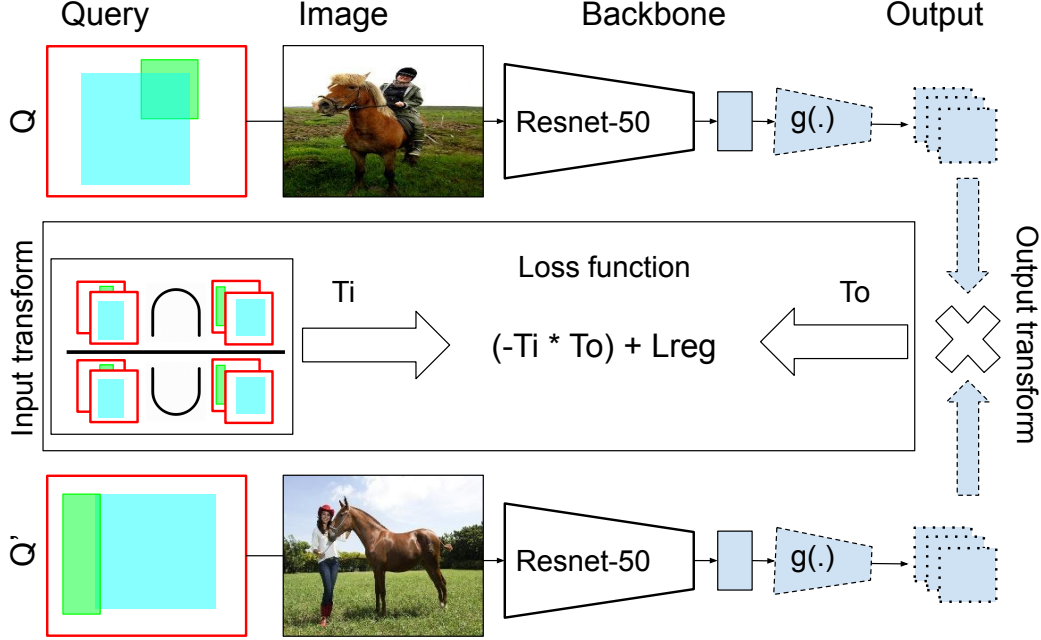 Query Image Backbone Output
Q
Resnet-50
g(.)
Input transform
Ti
Loss function
(-Ti * To) + Lreg
To
Output transform
Q'
Resnet-50
g(.)